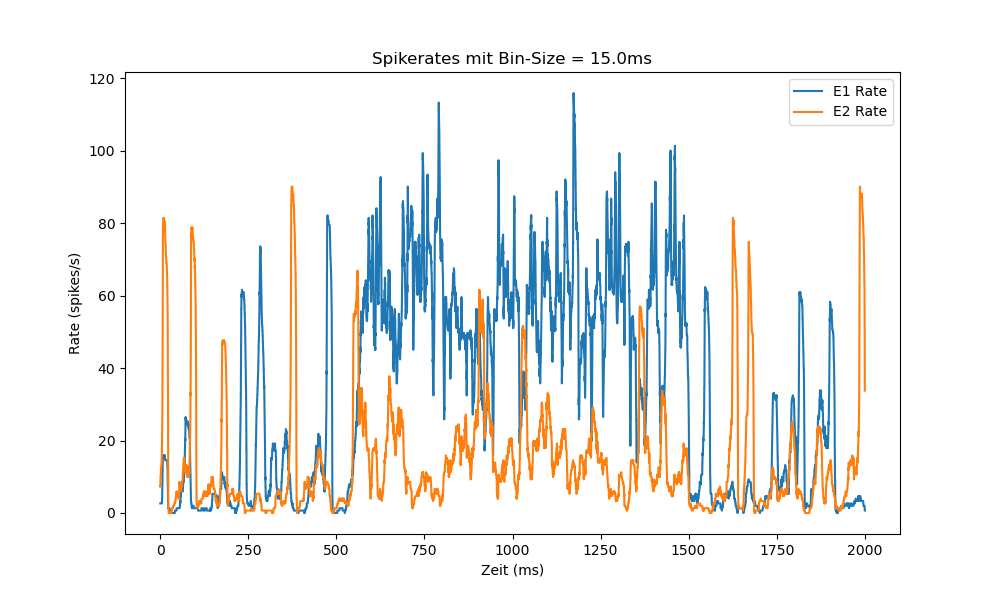 Spikerates mit Bin-Size = 15.0ms
E1 Rate
E2 Rate
120
100
80
60
40
20
0
Rate (spikes/s)
0 250 500 750 1000 1250 1500 1750 2000
Zeit (ms)